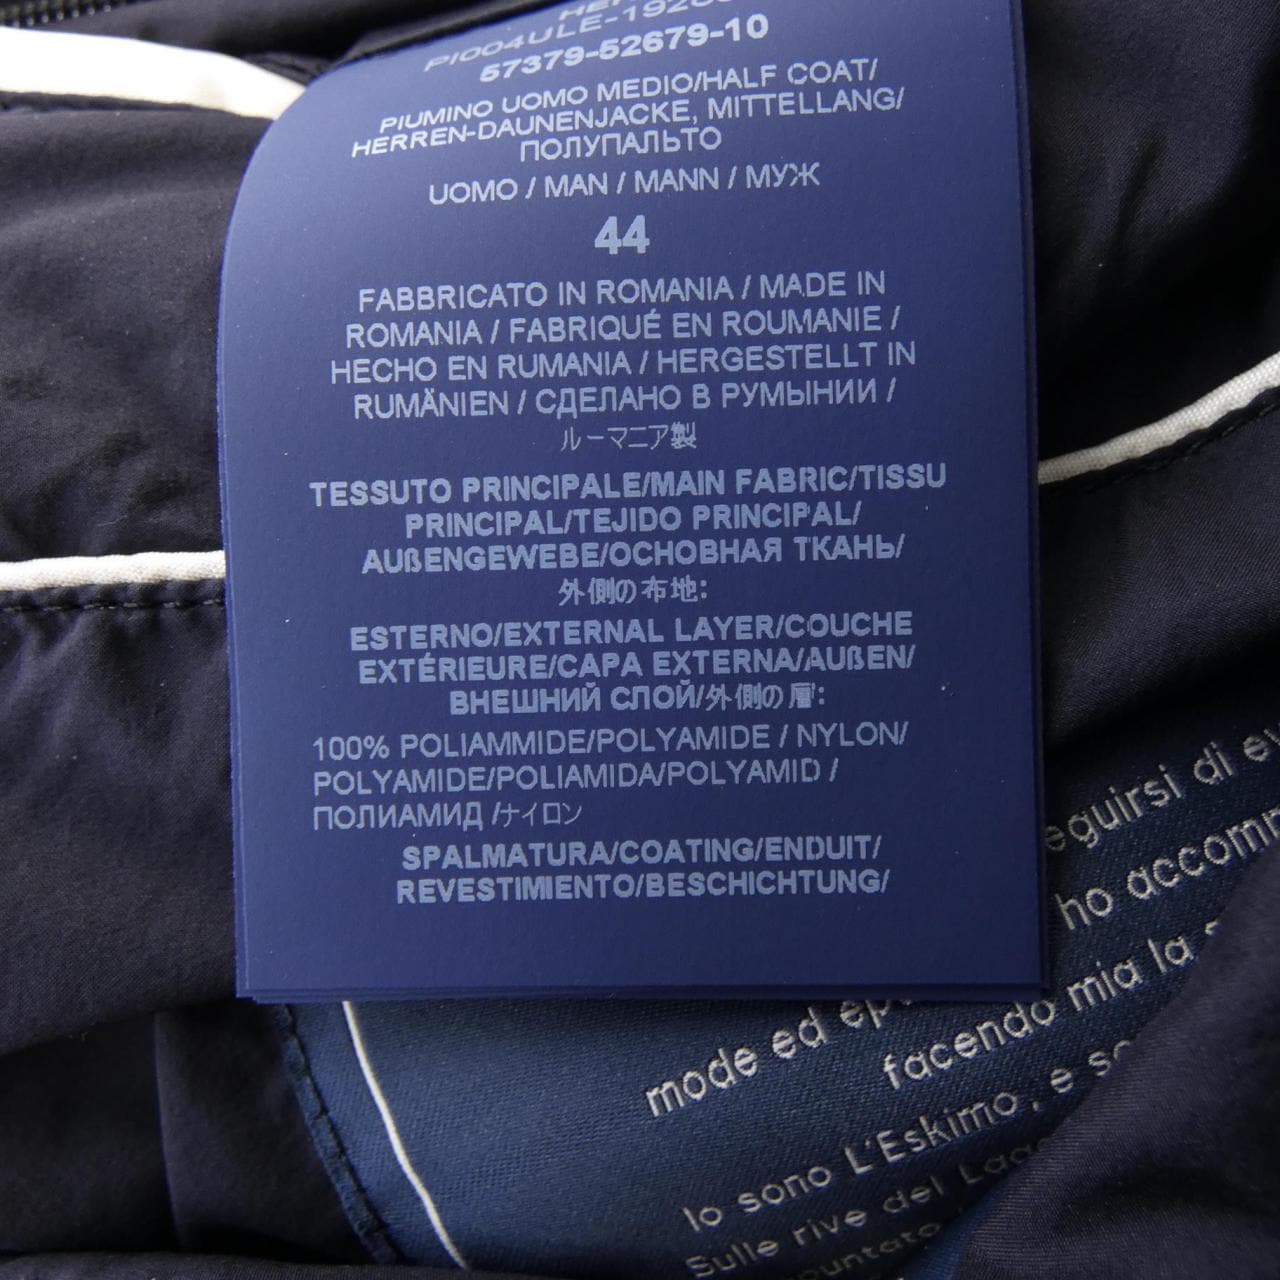 57379-52679-10
PIUMINO UOMO MEDIO/HALF COAT/
HERREN-DAUNENJACKE, MITTELLANG/
ПОЛУПАЛЬТО
UOMO / MAN / MANN / МУЖ
44
FABBRICATO IN ROMANIA / MADE IN
ROMANIA / FABRIQUÉ EN ROUMANIE /
HECHO EN RUMANIA / HERGESTELLT IN
RUMÄNIEN / СДЕЛАНО В РУМЫНИИ /
ルーマニア製
TESSUTO PRINCIPALE/MAIN FABRIC/TISSU
PRINCIPAL/TEJIDO PRINCIPAL/
AUßENGEWEBE/ОСНОВНАЯ ТКАНЬ/
外側の布地:
ESTERNO/EXTERNAL LAYER/COUCHE
EXTÉRIEURE/CAPA EXTERNA/AUßEN/
ВНЕШНИЙ СЛОЙ/外側の層:
100% POLIAMMIDE/POLYAMIDE / NYLON/
POLYAMIDE/POLIAMIDA/POLYAMID /
ПОЛИАМИД /ナイロン
SPALMATURA/COATING/ENDUIT/
REVESTIMIENTO/BESCHICHTUNG/
di
ho
mode ed
facendo mia la
Io sono L'Eskimo, e
Sulle rive del